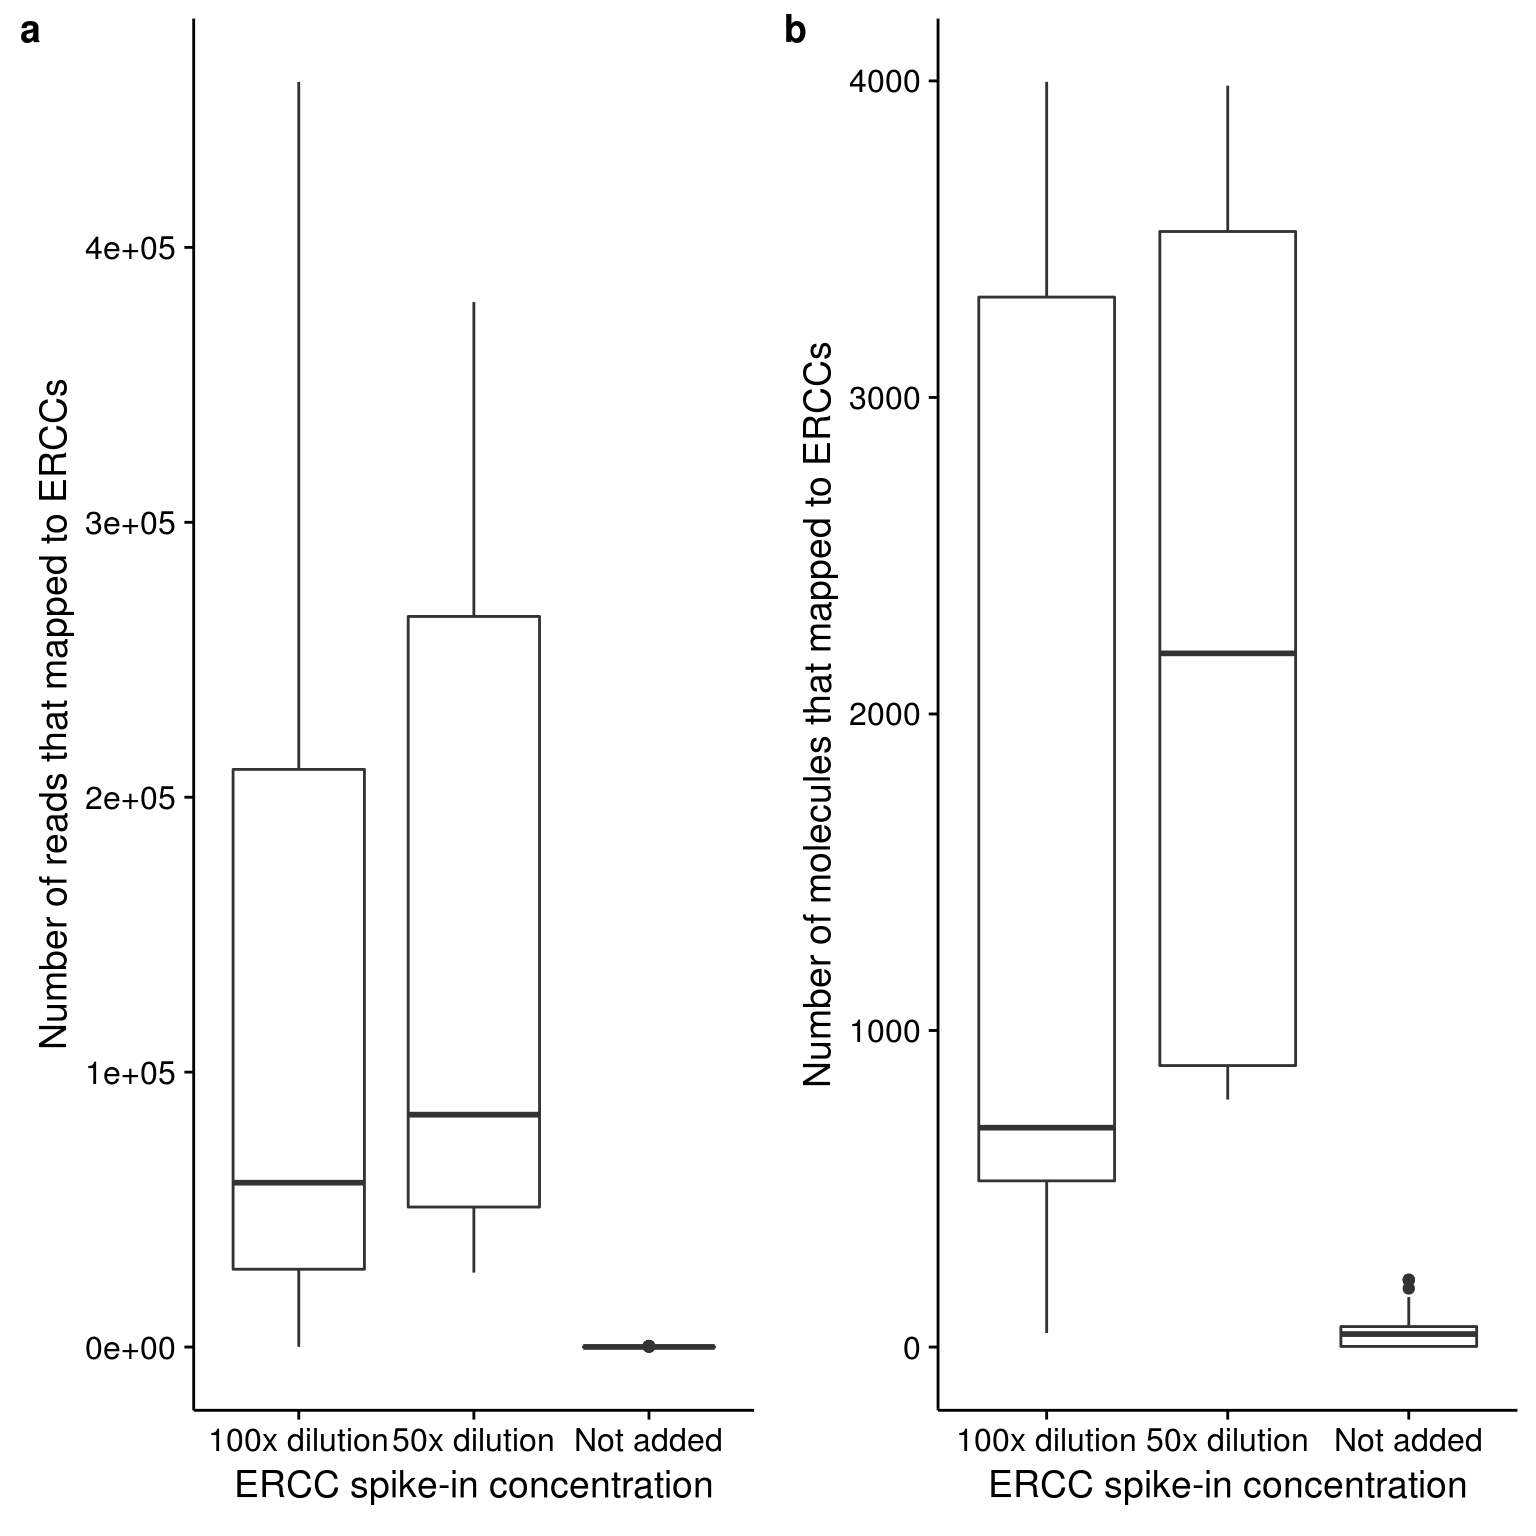 a
Number of reads that mapped to ERCCs
4e+05
3e+05
2e+05
1e+05
0e+00
100x dilution 50x dilution Not added
ERCC spike-in concentration
b
Number of molecules that mapped to ERCCs
4000
3000
2000
1000
0
100x dilution 50x dilution Not added
ERCC spike-in concentration